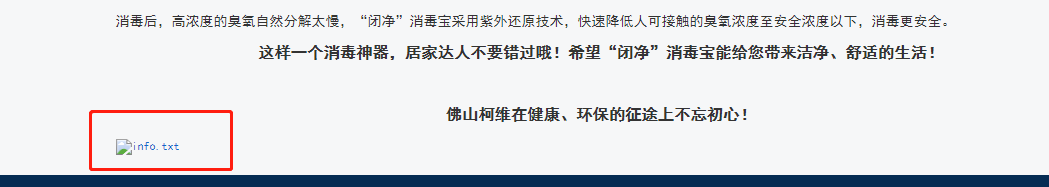 消毒后，高浓度的臭氧自然分解太慢，“闭净”消毒宝采用紫外还原技术，快速降低人可接触的臭氧浓度至安全浓度以下，消毒更安全。
这样一个消毒神器，居家达人不要错过哦！希望“闭净”消毒宝能给您带来洁净、舒适的生活！
佛山柯维在健康、环保的征途上不忘初心！
info.txt